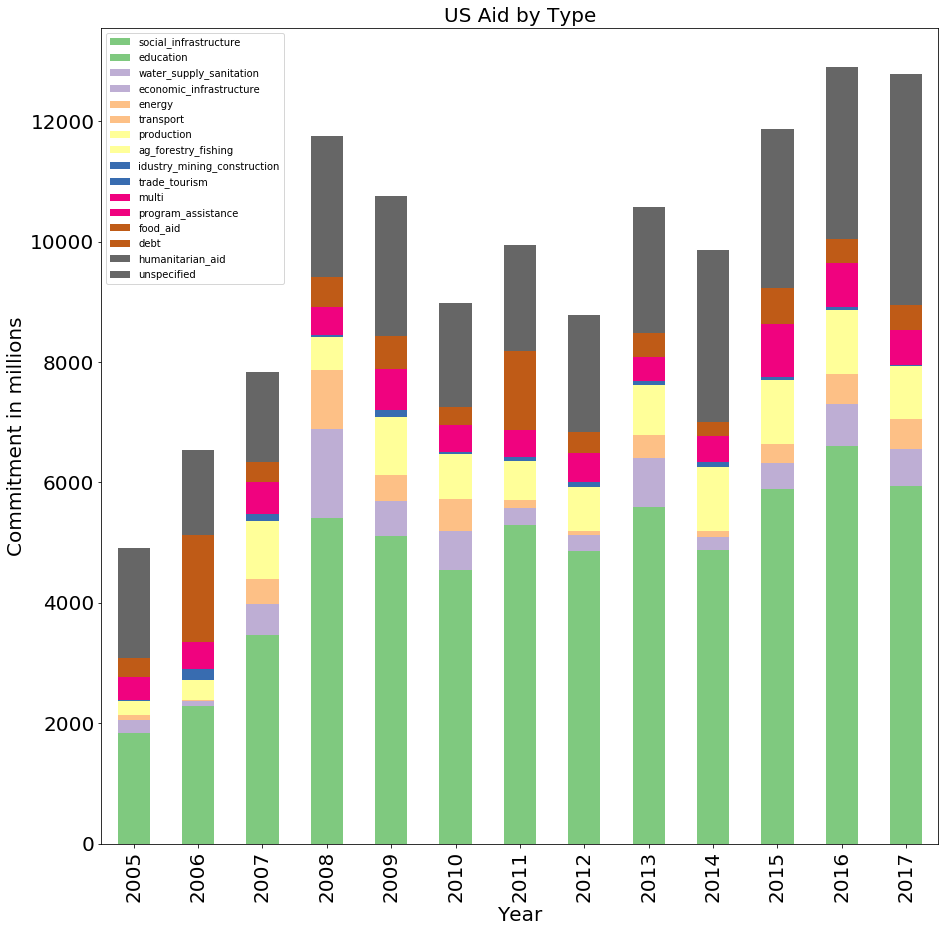 US Aid by Type
social_infrastructure
education
water_supply_sanitation
economic_infrastructure
energy
transport
production
ag_forestry_fishing
idustry_mining_construction
trade_tourism
multi
program_assistance
food_aid
debt
humanitarian_aid
unspecified
Commitment in millions
12000
10000
8000
6000
4000
2000
0
2005 2006 2007 2008 2009 2010 2011 2012 2013 2014 2015 2016 2017
Year